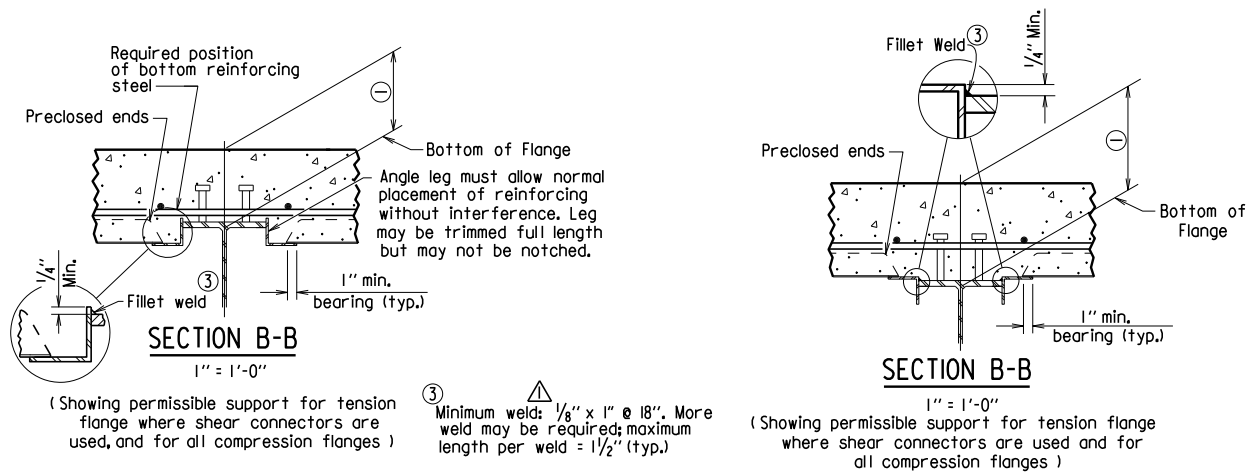 Required position
of bottom reinforcing
steel
Preclosed ends
①
Bottom of Flange
Angle leg must allow normal
placement of reinforcing
without interference. Leg
may be trimmed full length
but may not be notched.
1/4" Min.
③
Fillet weld
1" min.
bearing (typ.)
SECTION B-B
1" = 1'-0"
(Showing permissible support for tension
flange where shear connectors are
used, and for all compression flanges)
③
1
Minimum weld: 1/8" x 1" @ 18". More
weld may be required; maximum
length per weld = 1 1/2" (typ.)
Fillet Weld ③
1/4" Min.
①
Preclosed ends
Bottom of
Flange
1" min.
bearing (typ.)
SECTION B-B
1" = 1'-0"
(Showing permissible support for tension flange
where shear connectors are used and for
all compression flanges)